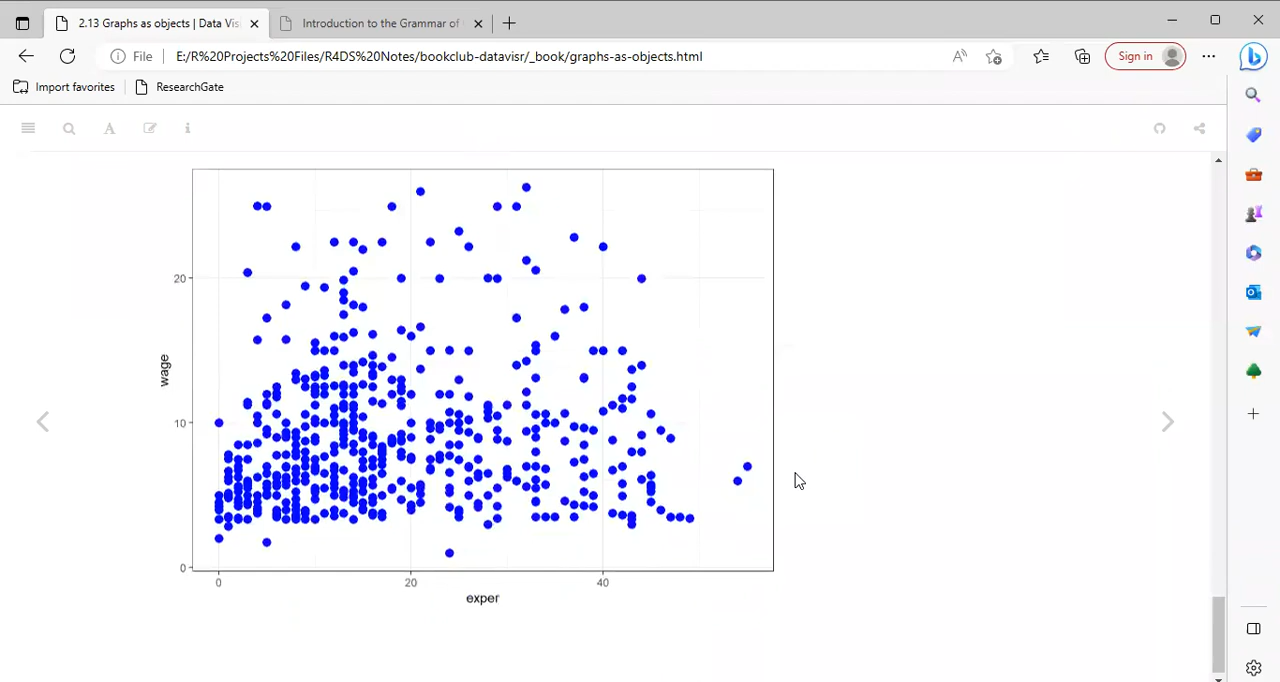 2.13 Graphs as objects | Data Vis
Introduction to the Grammar of
File
E:/R%20Projects%20Files/R4DS%20Notes/bookclub-datavisr/_book/graphs-as-objects.html
Sign in
Import favorites
ResearchGate
wage
20
10
0
0 20 40
exper